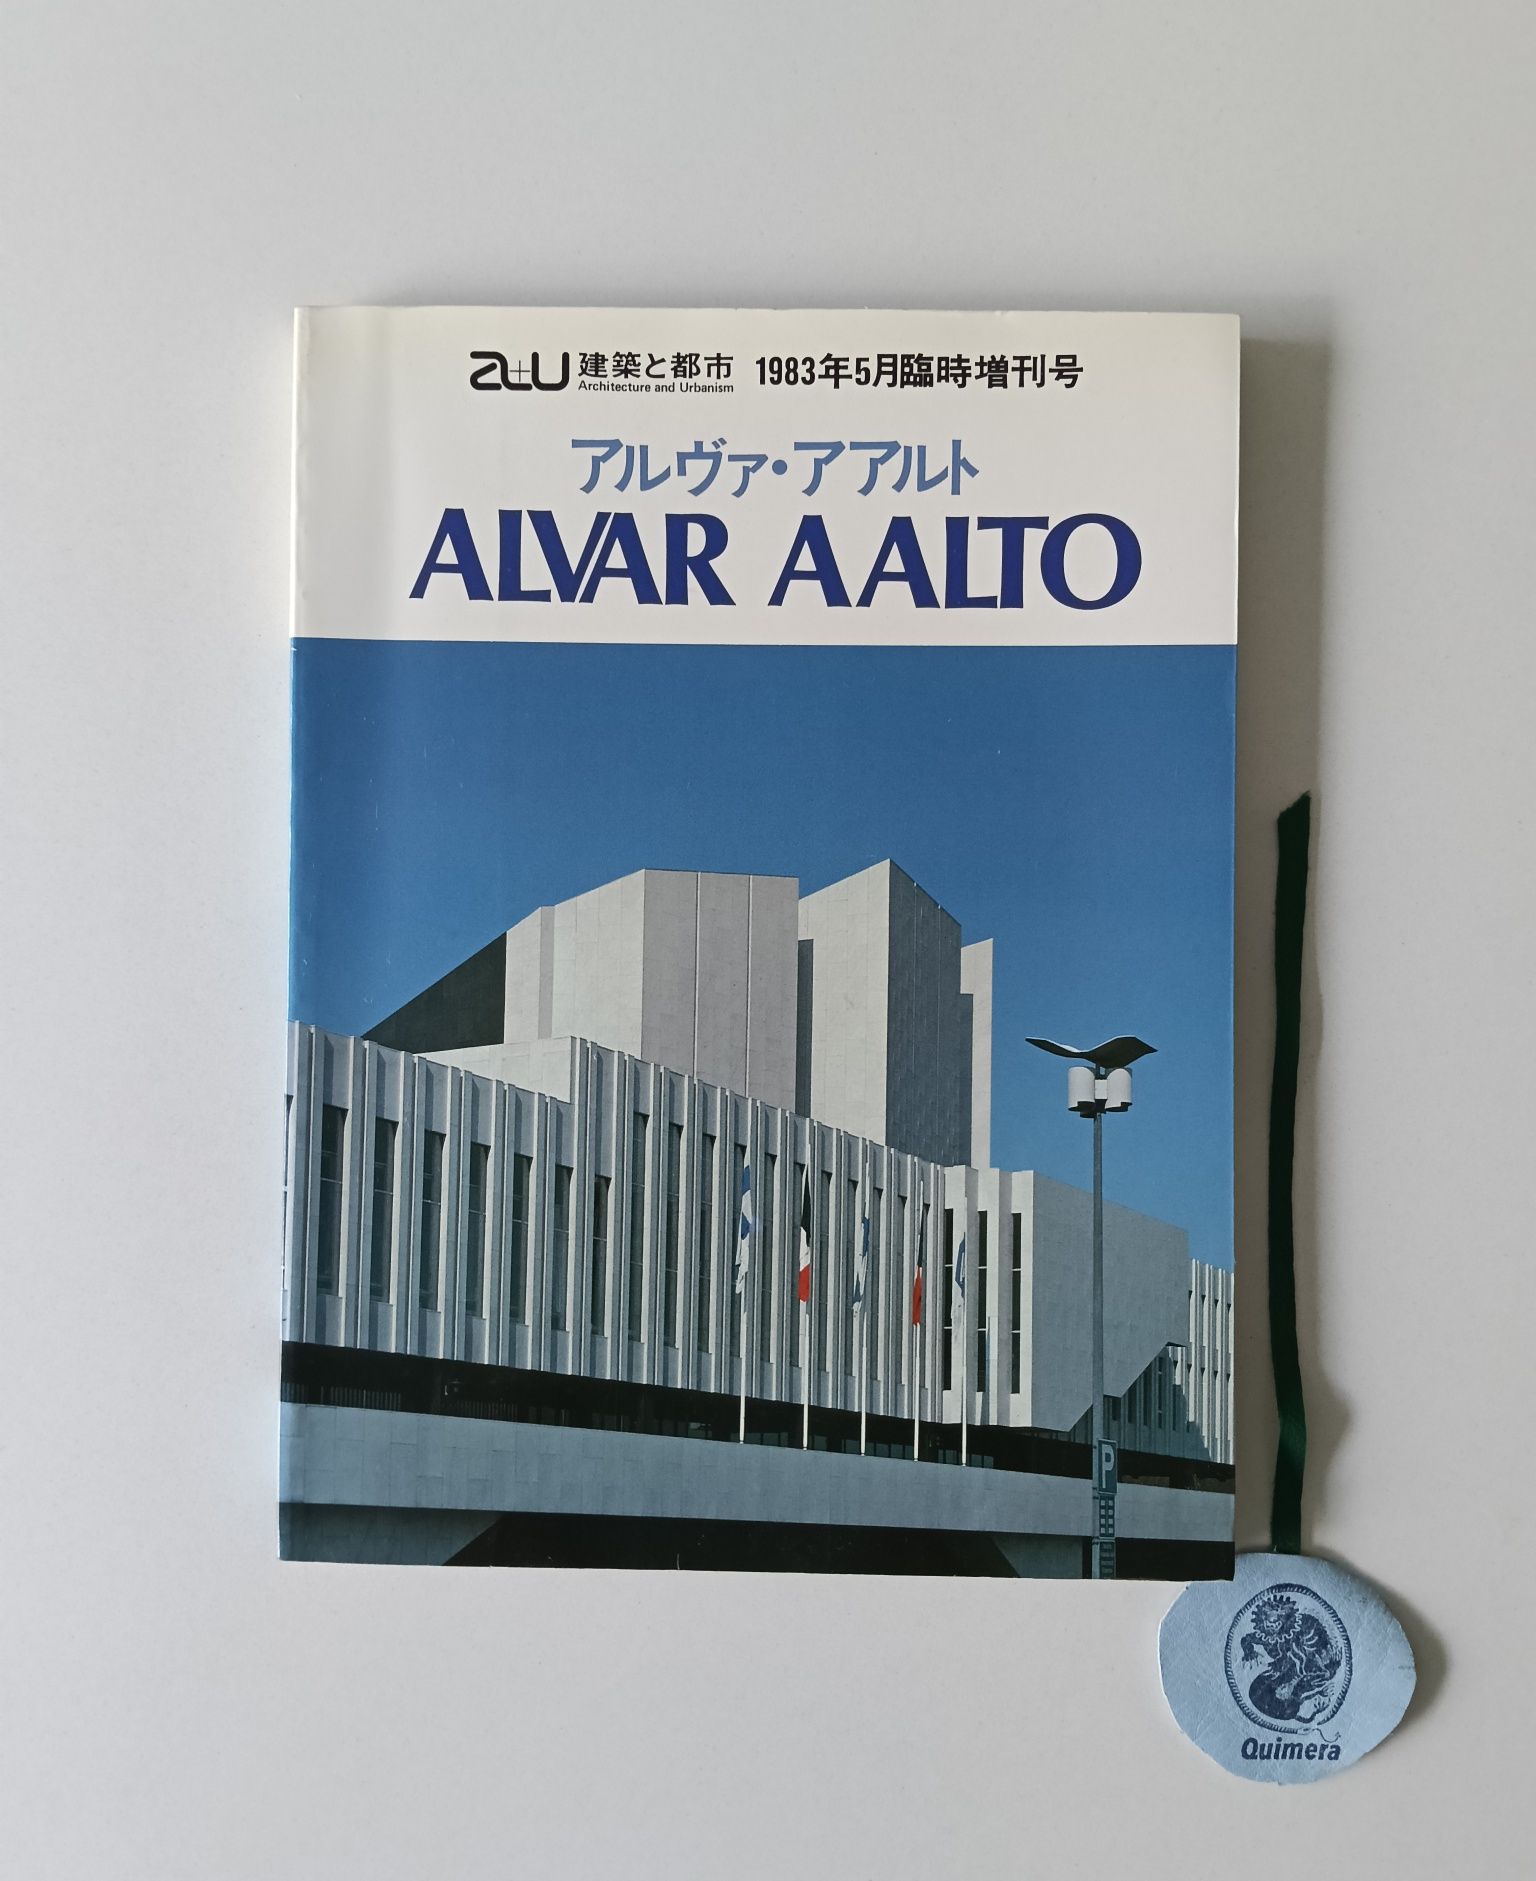 a+u 建築と都市 1983年5月臨時増刊号
Architecture and Urbanism
アルヴァ・アアルト
ALVAR AALTO
P
Quimera